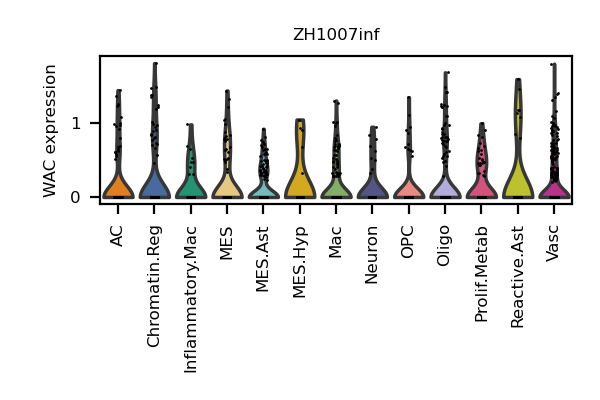 ZH1007inf
WAC expression
1
0
AC
Chromatin.Reg
Inflammatory.Mac
MES
MES.Ast
MES.Hyp
Mac
Neuron
OPC
Oligo
Prolif.Metab
Reactive.Ast
Vasc